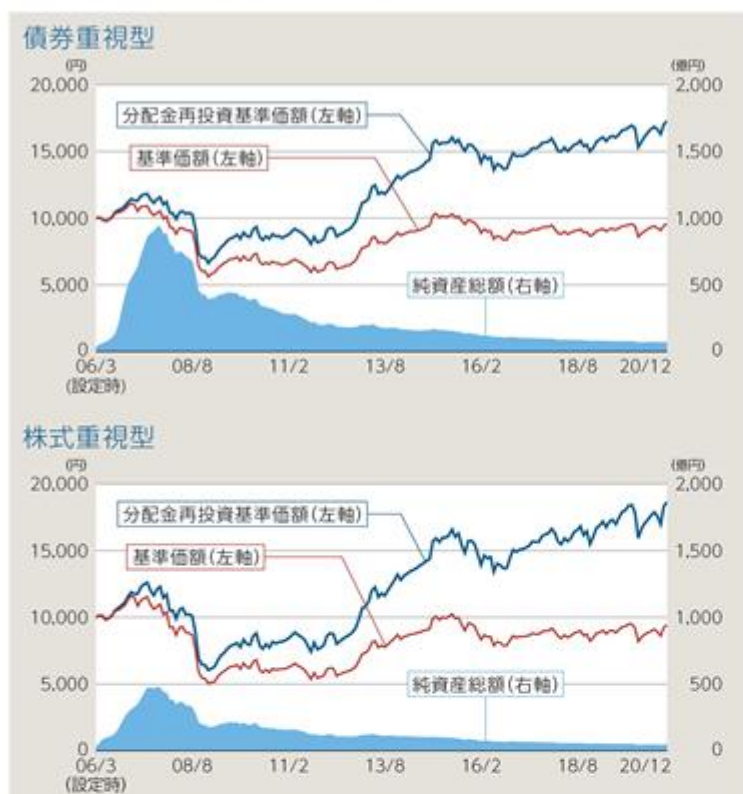 債券重視型
(円)
(億円)
20,000
2,000
分配金再投資基準価額(左軸)
15,000
1,500
基準価額(左軸)
10,000
1,000
純資産総額(右軸)
5,000
500
0
0
06/3
08/8
11/2
13/8
16/2
18/8
20/12
(設定時)
株式重視型
(円)
(億円)
20,000
2,000
分配金再投資基準価額(左軸)
15,000
1,500
基準価額(左軸)
10,000
1,000
純資産総額(右軸)
5,000
500
0
0
06/3
08/8
11/2
13/8
16/2
18/8
20/12
(設定時)